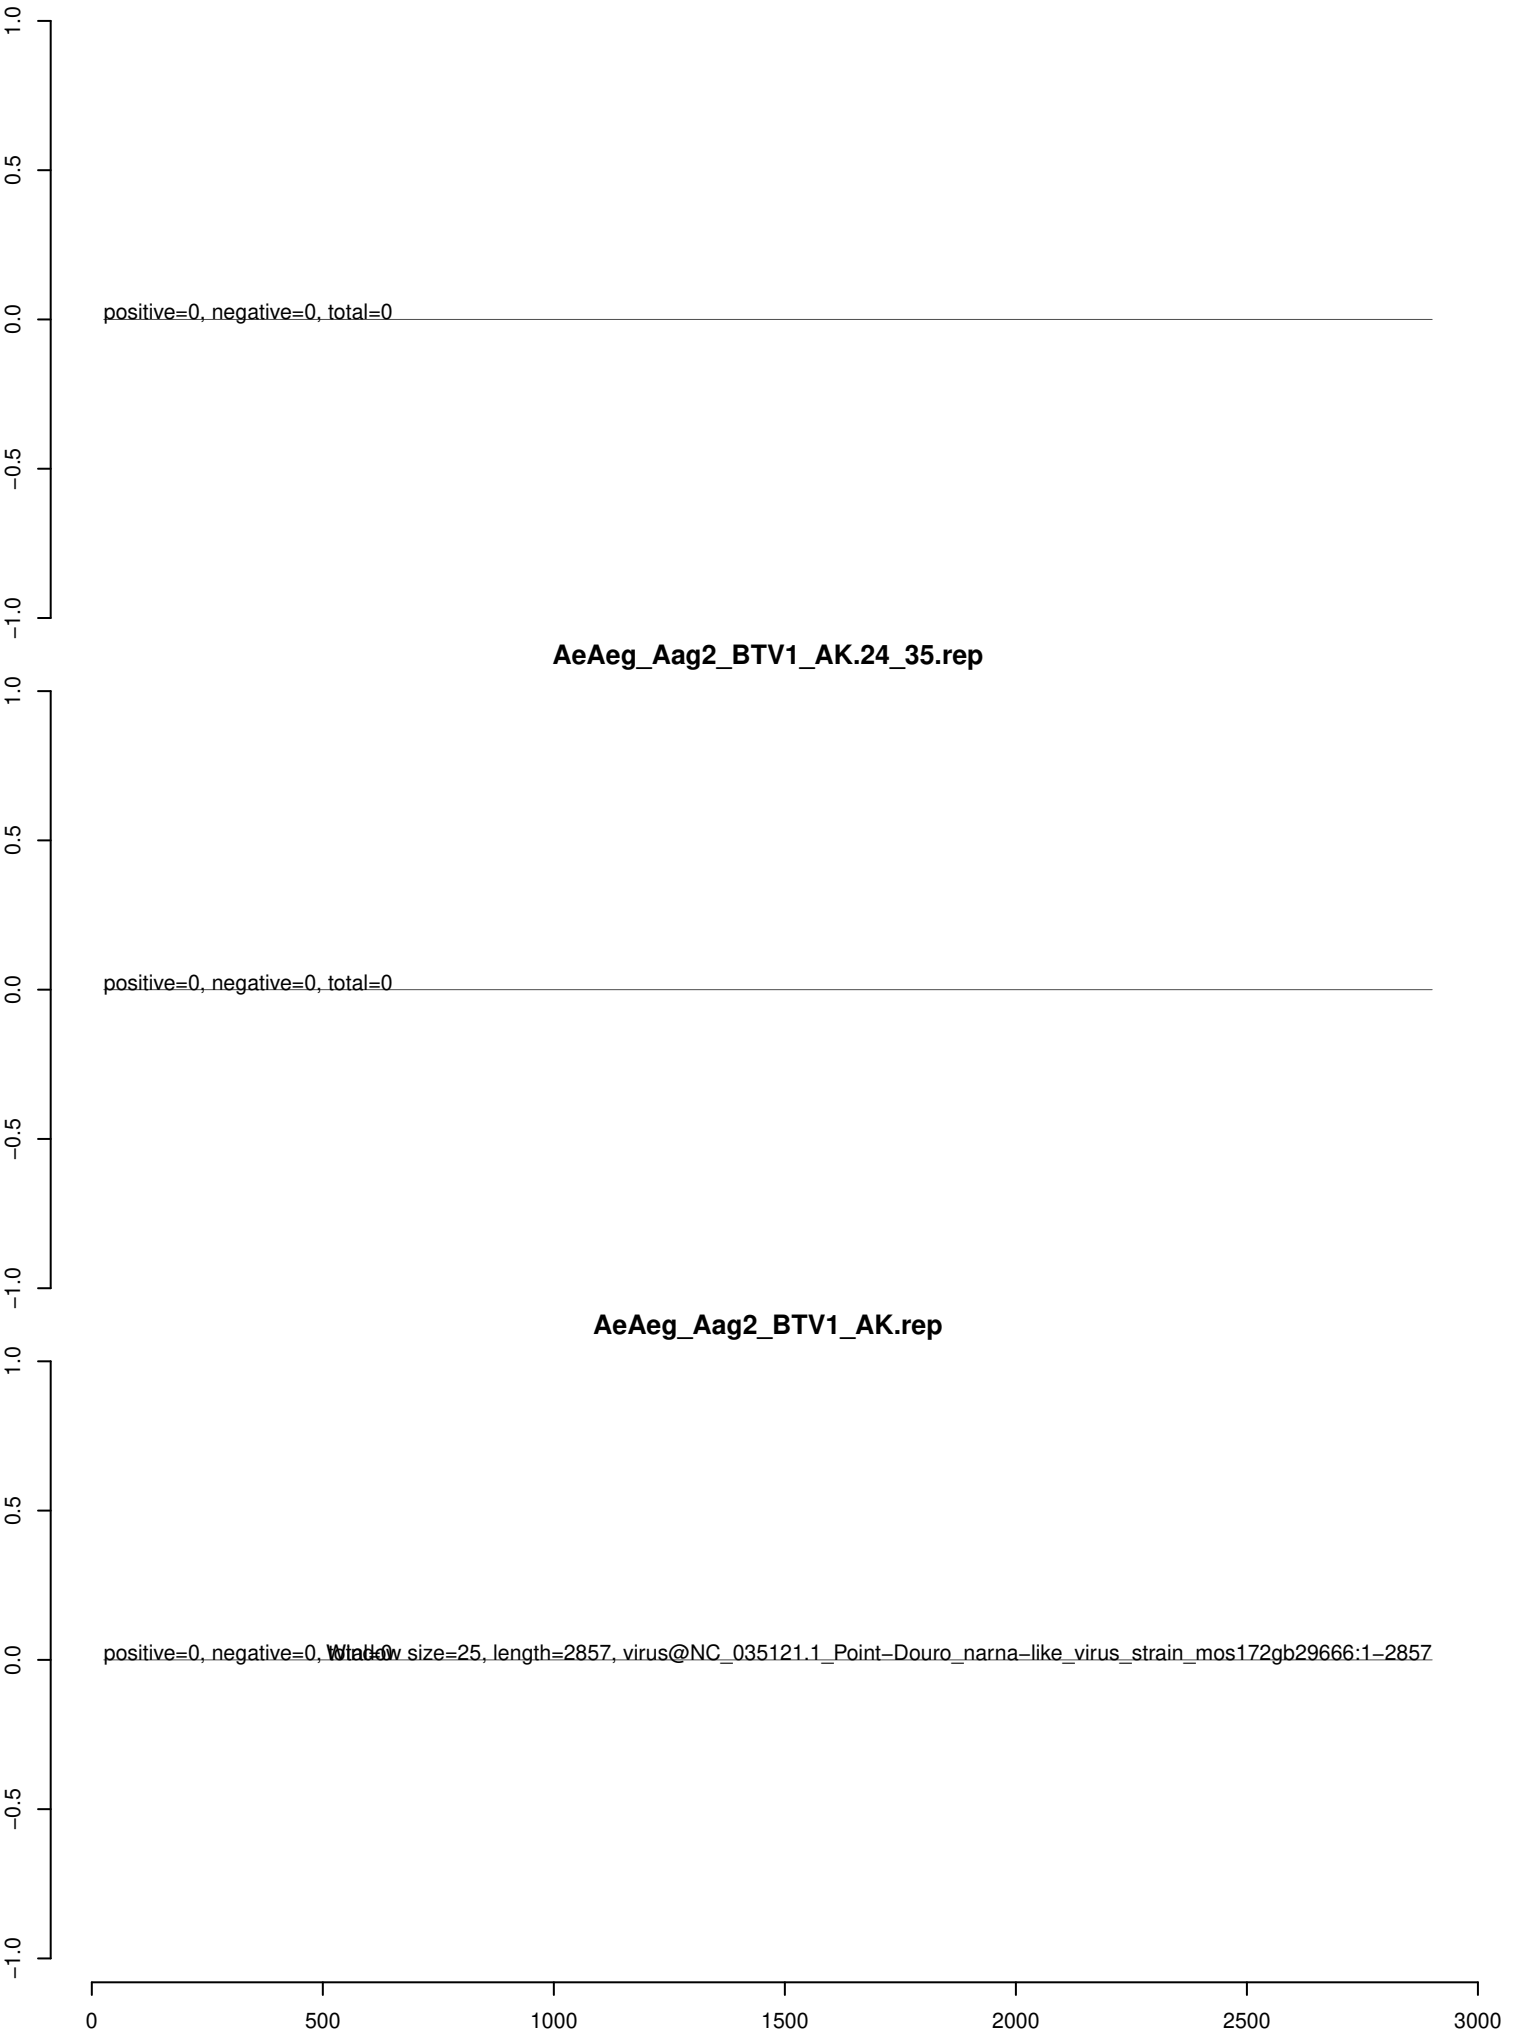 1.0
0.5
0.0
−0.5
−1.0
positive=0, negative=0, total=0
AeAeg_Aag2_BTV1_AK.24_35.rep
1.0
0.5
0.0
−0.5
−1.0
positive=0, negative=0, total=0
AeAeg_Aag2_BTV1_AK.rep
1.0
0.5
0.0
−0.5
−1.0
positive=0, negative=0, total=0
Window size=25, length=2857, virus@NC_035121.1_Point−Douro_narna−like_virus_strain_mos172gb29666:1−2857
0 500 1000 1500 2000 2500 3000